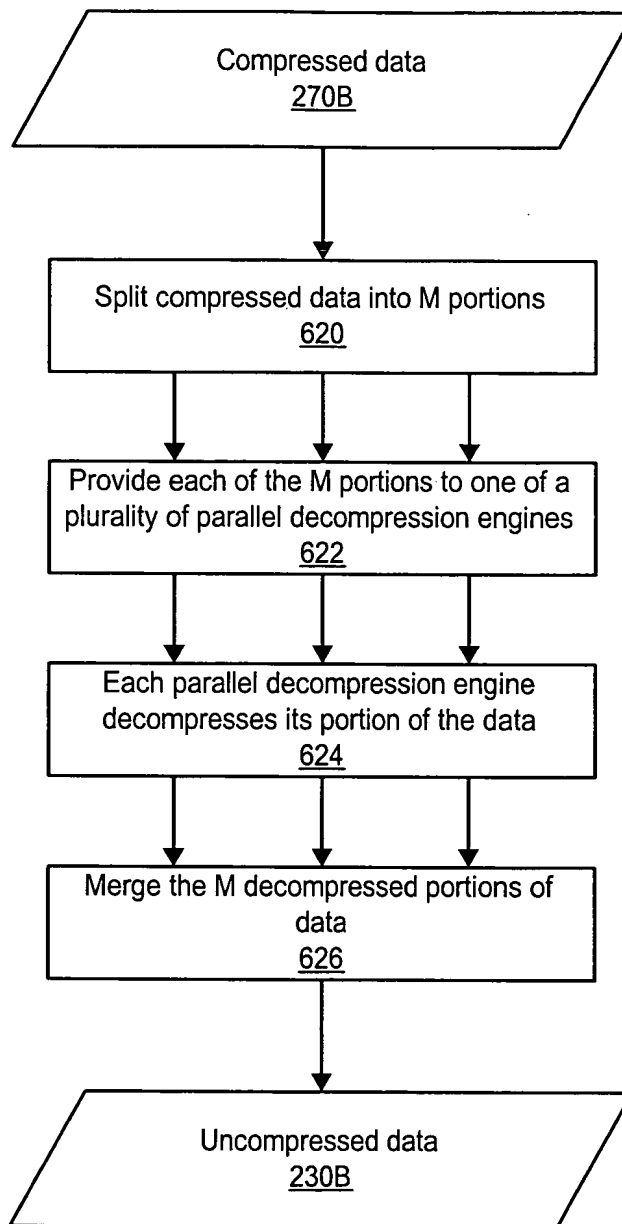 Compressed data
270B
Split compressed data into M portions
620
Provide each of the M portions to one of a
plurality of parallel decompression engines
622
Each parallel decompression engine
decompresses its portion of the data
624
Merge the M decompressed portions of
data
626
Uncompressed data
230B